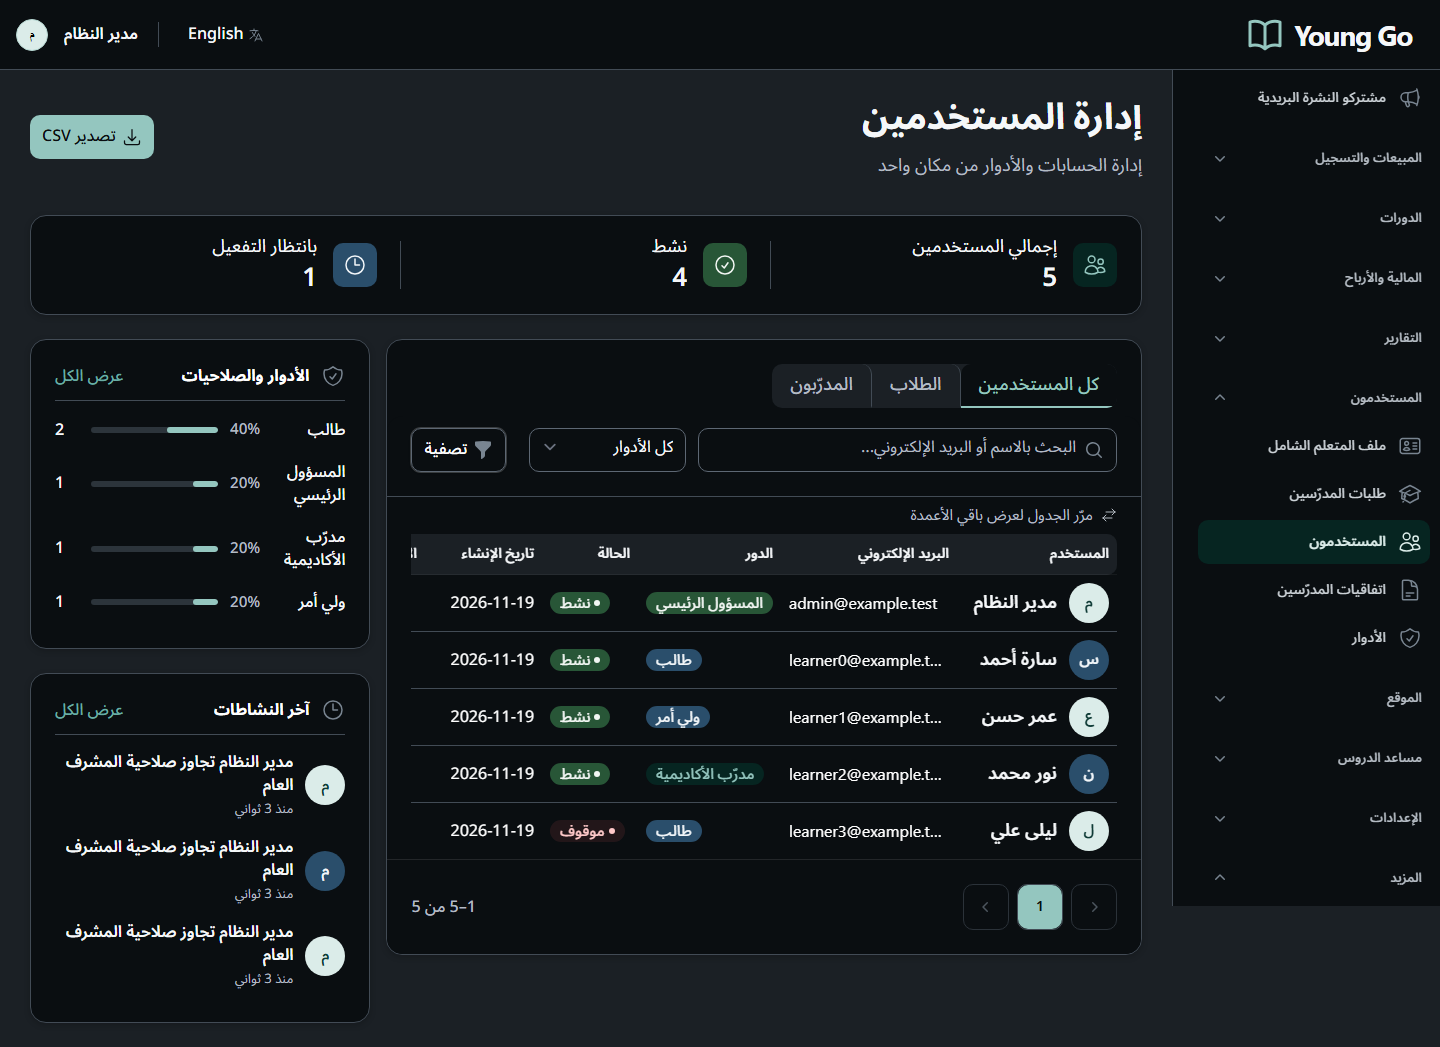 Young Go
English
مدير النظام
م
مشتركو النشرة البريدية
المبيعات والتسجيل
الدورات
المالية والأرباح
التقارير
المستخدمون
ملف المتعلم الشامل
طلبات المدرّسين
المستخدمون
اتفاقيات المدرّسين
الأدوار
الموقع
مساعد الدروس
الإعدادات
المزيد
إدارة المستخدمين
إدارة الحسابات والأدوار من مكان واحد
تصدير CSV
إجمالي المستخدمين
5
نشط
4
بانتظار التفعيل
1
كل المستخدمين
الطلاب
المدرّبون
البحث بالاسم أو البريد الإلكتروني...
كل الأدوار
تصفية
مرّر الجدول لعرض باقي الأعمدة
المستخدم البريد الإلكتروني الدور الحالة تاريخ الإنشاء
م مدير النظام admin@example.test المسؤول الرئيسي نشط 2026-11-19
س سارة أحمد learner0@example.t... طالب نشط 2026-11-19
ع عمر حسن learner1@example.t... ولي أمر نشط 2026-11-19
ن نور محمد learner2@example.t... مدرّب الأكاديمية نشط 2026-11-19
ل ليلى علي learner3@example.t... طالب موقوف 2026-11-19
1
1–5 من 5
الأدوار والصلاحيات
عرض الكل
طالب 40% 2
المسؤول
الرئيسي
20% 1
مدرّب
الأكاديمية
20% 1
ولي أمر 20% 1
آخر النشاطات
عرض الكل
م
مدير النظام تجاوز صلاحية المشرف
العام
منذ 3 ثواني
م
مدير النظام تجاوز صلاحية المشرف
العام
منذ 3 ثواني
م
مدير النظام تجاوز صلاحية المشرف
العام
منذ 3 ثواني